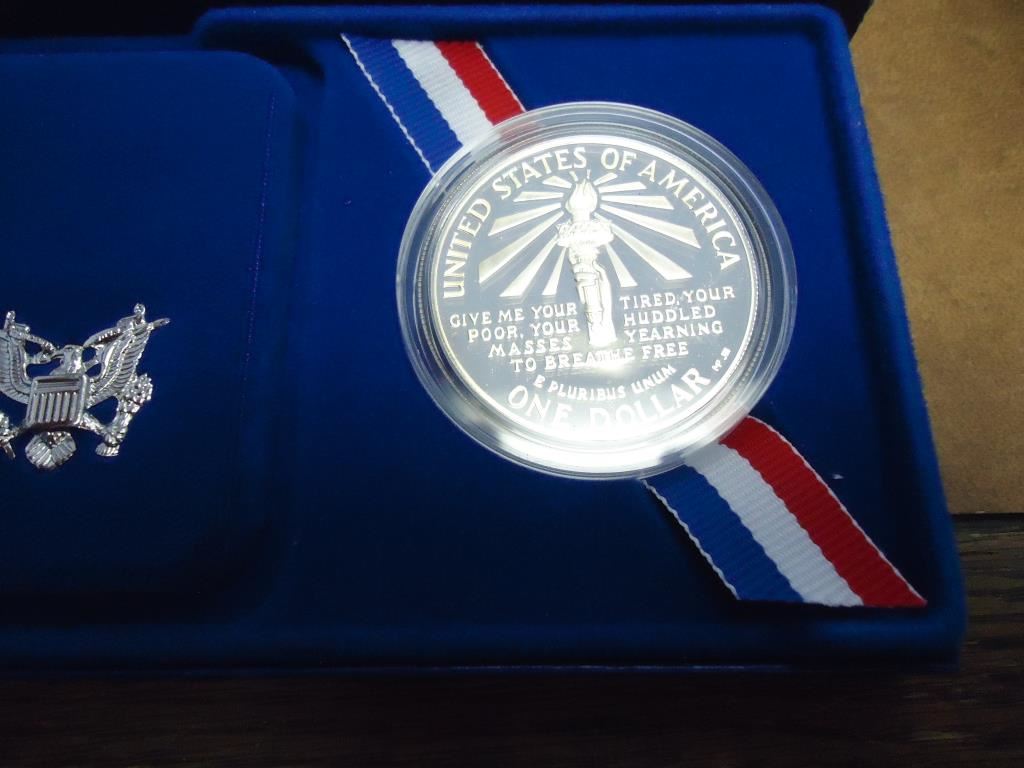 UNITED STATES OF AMERICA
GIVE ME YOUR TIRED, YOUR
POOR, YOUR HUDDLED
MASSES YEARNING
TO BREATHE FREE
E PLURIBUS UNUM
ONE DOLLAR